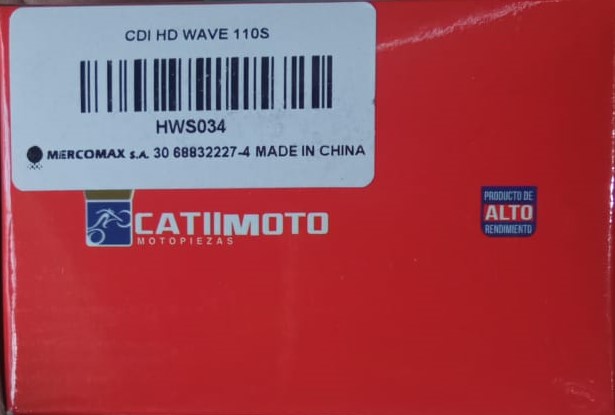 CDI HD WAVE 110S
HWS034
MERCOMAX S.A. 30 68832227-4 MADE IN CHINA
CATIIMOTO
MOTOPIEZAS
PRODUCTO DE
ALTO
RENDIMIENTO